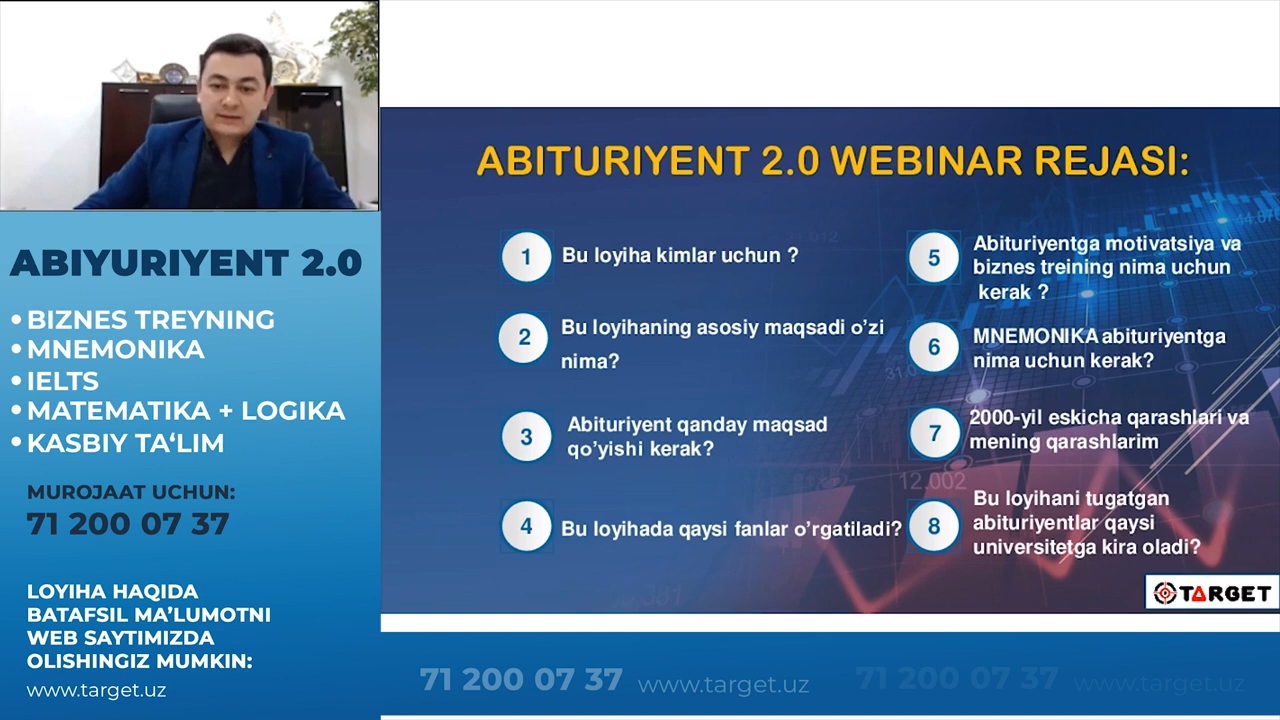 ABIYURIYENT 2.0
• BIZNES TREYNING
• MNEMONIKA
• IELTS
• MATEMATIKA + LOGIKA
• KASBIY TA‘LIM
MUROJAAT UCHUN:
71 200 07 37
LOYIHA HAQIDA
BATAFSIL MA’LUMOTNI
WEB SAYTIMIZDA
OLISHINGIZ MUMKIN:
www.target.uz
ABITURIYENT 2.0 WEBINAR REJASI:
1 Bu loyiha kimlar uchun ?
2 Bu loyihaning asosiy maqsadi o’zi
nima?
3 Abituriyent qanday maqsad
qo’yishi kerak?
4 Bu loyihada qaysi fanlar o’rgatiladi?
5 Abituriyentga motivatsiya va
biznes treining nima uchun
kerak ?
6 MNEMONIKA abituriyentga
nima uchun kerak?
7 2000-yil eskicha qarashlari va
mening qarashlarim
8 Bu loyihani tugatgan
abituriyentlar qaysi
universitetga kira oladi?
12.002
TARGET
71 200 07 37 www.target.uz 71 200 07 37 www.target.uz